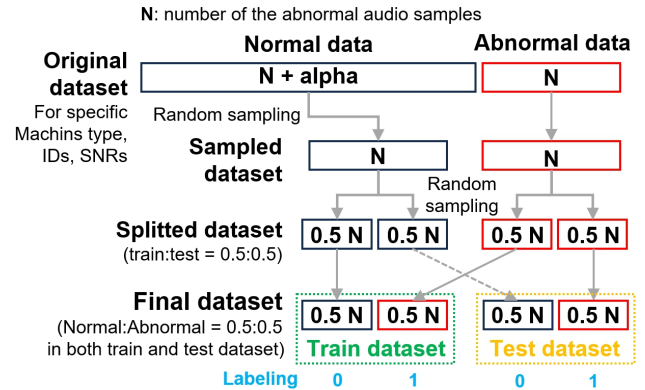 N: number of the abnormal audio samples
Normal data
Abnormal data
Original
dataset
N + alpha
N
For specific
Machins type,
IDs, SNRs
Random sampling
Sampled
dataset
N
N
Random
sampling
Splitted dataset
(train:test = 0.5:0.5)
0.5 N
0.5 N
0.5 N
0.5 N
Final dataset
(Normal:Abnormal = 0.5:0.5
in both train and test dataset)
0.5 N
0.5 N
0.5 N
0.5 N
Train dataset
Test dataset
Labeling
0
1
0
1